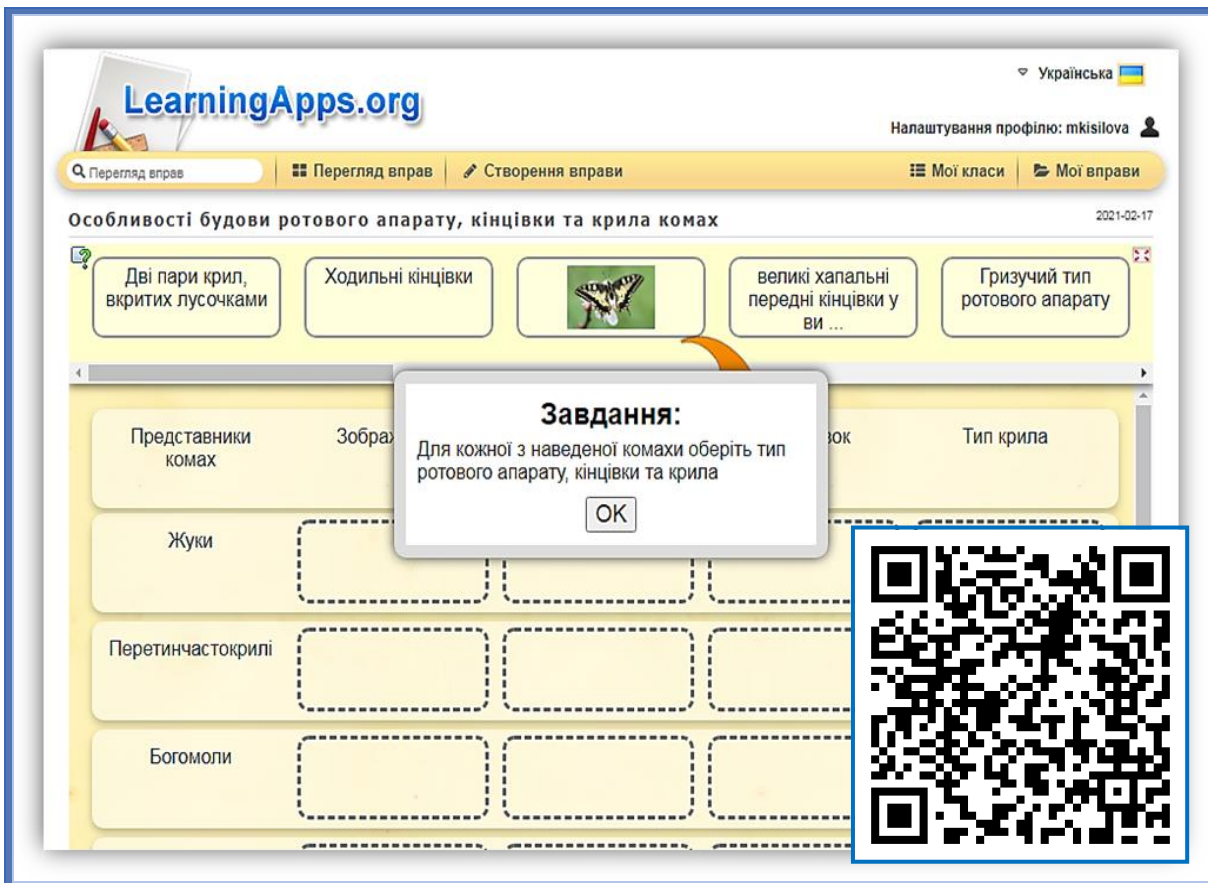 LearningApps.org
Українська
Налаштування профілю: mkisilova
Перегляд вправ
Перегляд вправ
Створення вправи
Мої класи
Мої вправи
Особливості будови ротового апарату, кінцівки та крила комах
2021-02-17
Дві пари крил,
вкритих лусочками
Ходильні кінцівки
великі хапальні
передні кінцівки у
ви ...
Гризучий тип
ротового апарату
Представники
комах
Зображ
зок
Тип крила
Завдання:
Для кожної з наведеної комахи оберіть тип
ротового апарату, кінцівки та крила
OK
Жуки
Перетинчастокрилі
Богомоли